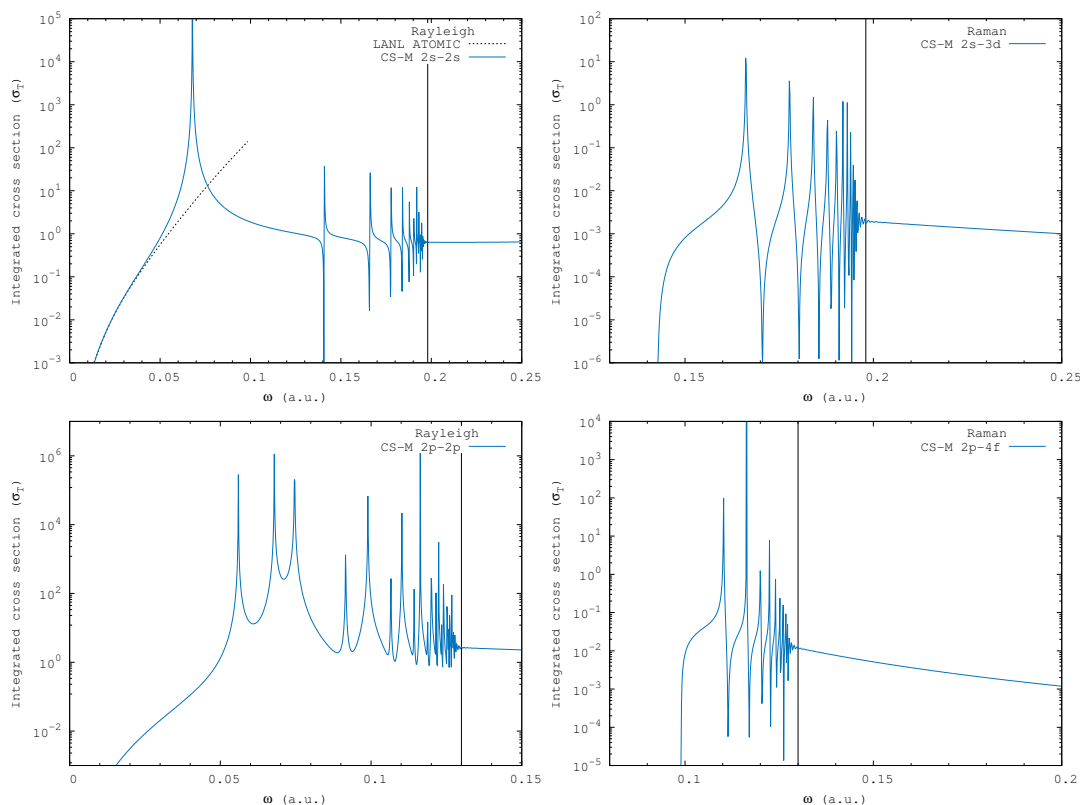 Rayleigh
LANL ATOMIC
CS-M 2s-2s
Integrated cross section (σ_T)
10^5
10^4
10^3
10^2
10^1
10^0
10^-1
10^-2
10^-3
0 0.05 0.1 0.15 0.2 0.25
ω (a.u.)
Raman
CS-M 2s-3d
Integrated cross section (σ_T)
10^2
10^1
10^0
10^-1
10^-2
10^-3
10^-4
10^-5
10^-6
0.15 0.2 0.25
ω (a.u.)
Rayleigh
CS-M 2p-2p
Integrated cross section (σ_T)
10^6
10^4
10^2
10^0
10^-2
0 0.05 0.1 0.15
ω (a.u.)
Raman
CS-M 2p-4f
Integrated cross section (σ_T)
10^4
10^3
10^2
10^1
10^0
10^-1
10^-2
10^-3
10^-4
10^-5
0.1 0.15 0.2
ω (a.u.)